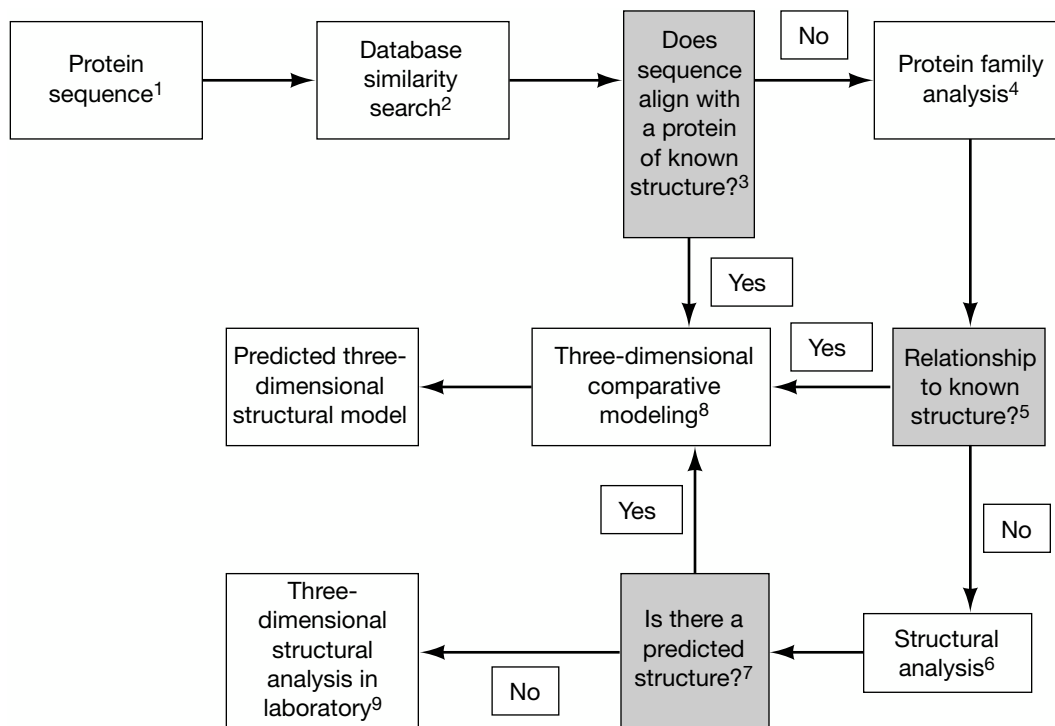 Protein
sequence1
Database
similarity
search2
Does
sequence
align with
a protein
of known
structure?3
No
Protein family
analysis4
Yes
Predicted three-
dimensional
structural model
Three-dimensional
comparative
modeling8
Yes
Relationship
to known
structure?5
Yes
No
Three-
dimensional
structural
analysis in
laboratory9
No
Is there a
predicted
structure?7
Structural
analysis6